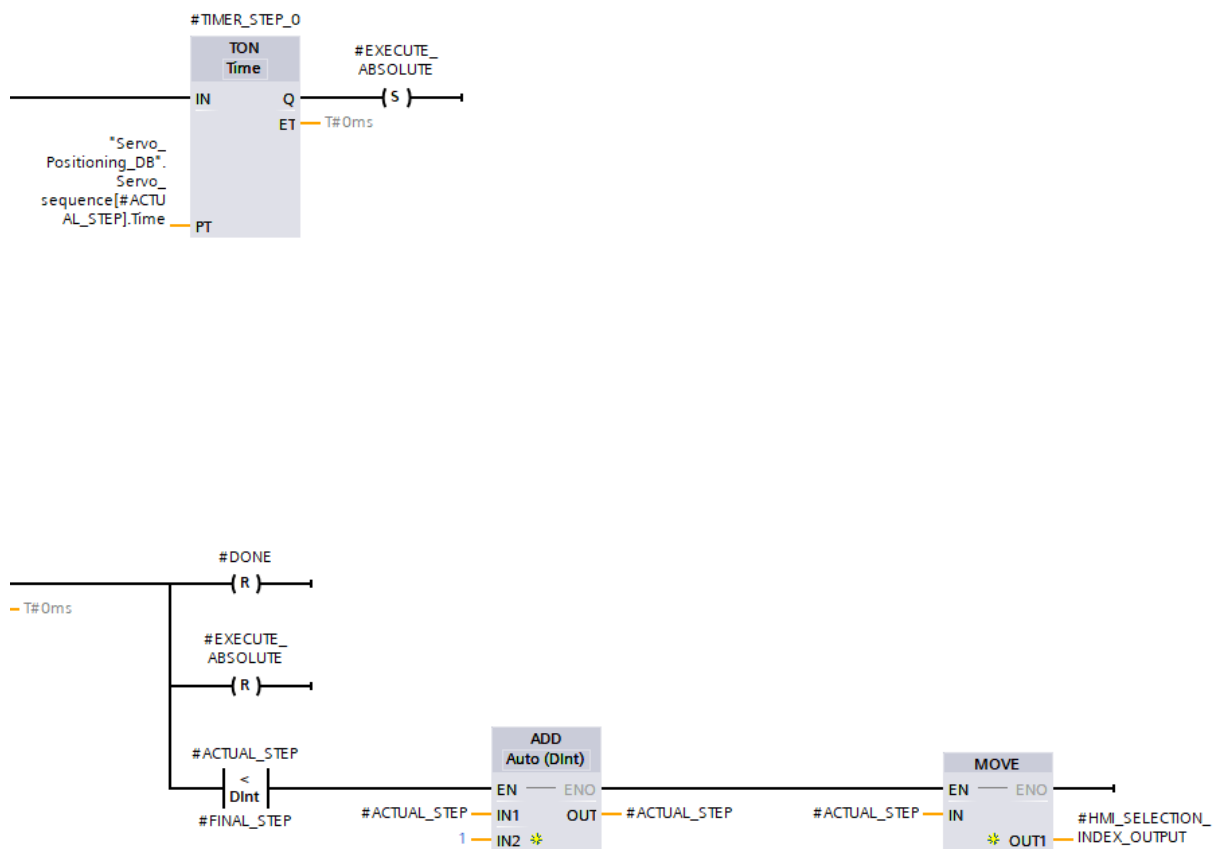 #TIMER_STEP_0
TON
Time
#EXECUTE_
ABSOLUTE
IN
Q
S
ET
T#0ms
"Servo_
Positioning_DB".
Servo_
sequence[#ACTU
AL_STEP].Time
PT
#DONE
R
T#0ms
#EXECUTE_
ABSOLUTE
R
#ACTUAL_STEP
<
DInt
#FINAL_STEP
ADD
Auto (DInt)
EN
ENO
#ACTUAL_STEP
IN1
OUT
#ACTUAL_STEP
1
IN2
MOVE
EN
ENO
#ACTUAL_STEP
IN
OUT1
#HMI_SELECTION_
INDEX_OUTPUT